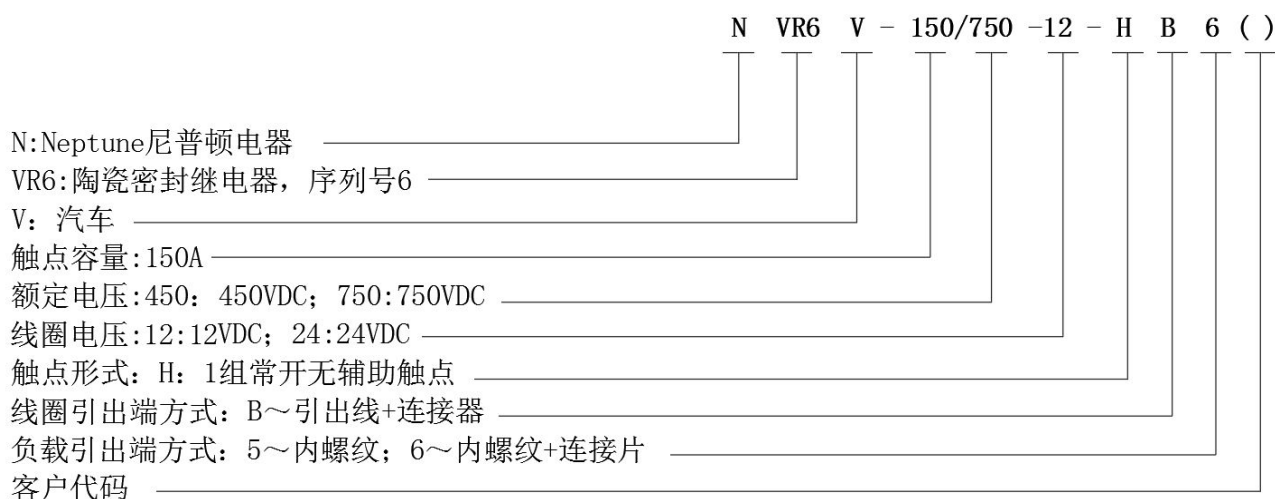 N VR6 V - 150/750 -12 - H B 6 ( )
N:Neptune尼普顿电器
VR6:陶瓷密封继电器，序列号6
V：汽车
触点容量:150A
额定电压:450：450VDC；750:750VDC
线圈电压:12:12VDC；24:24VDC
触点形式：H：1组常开无辅助触点
线圈引出端方式：B～引出线+连接器
负载引出端方式：5～内螺纹；6～内螺纹+连接片
客户代码